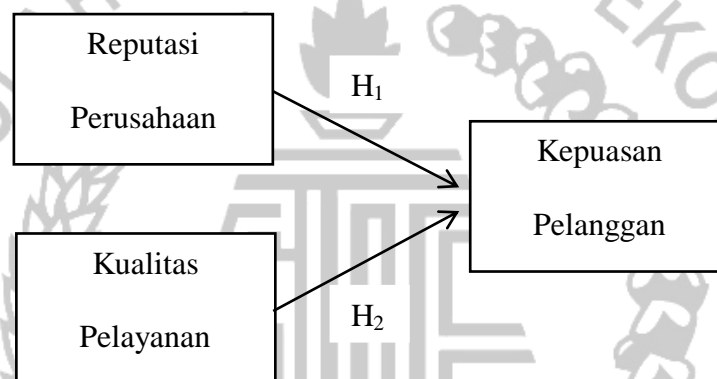 Reputasi
Perusahaan
H₁
Kepuasan
Pelanggan
Kualitas
Pelayanan
H₂